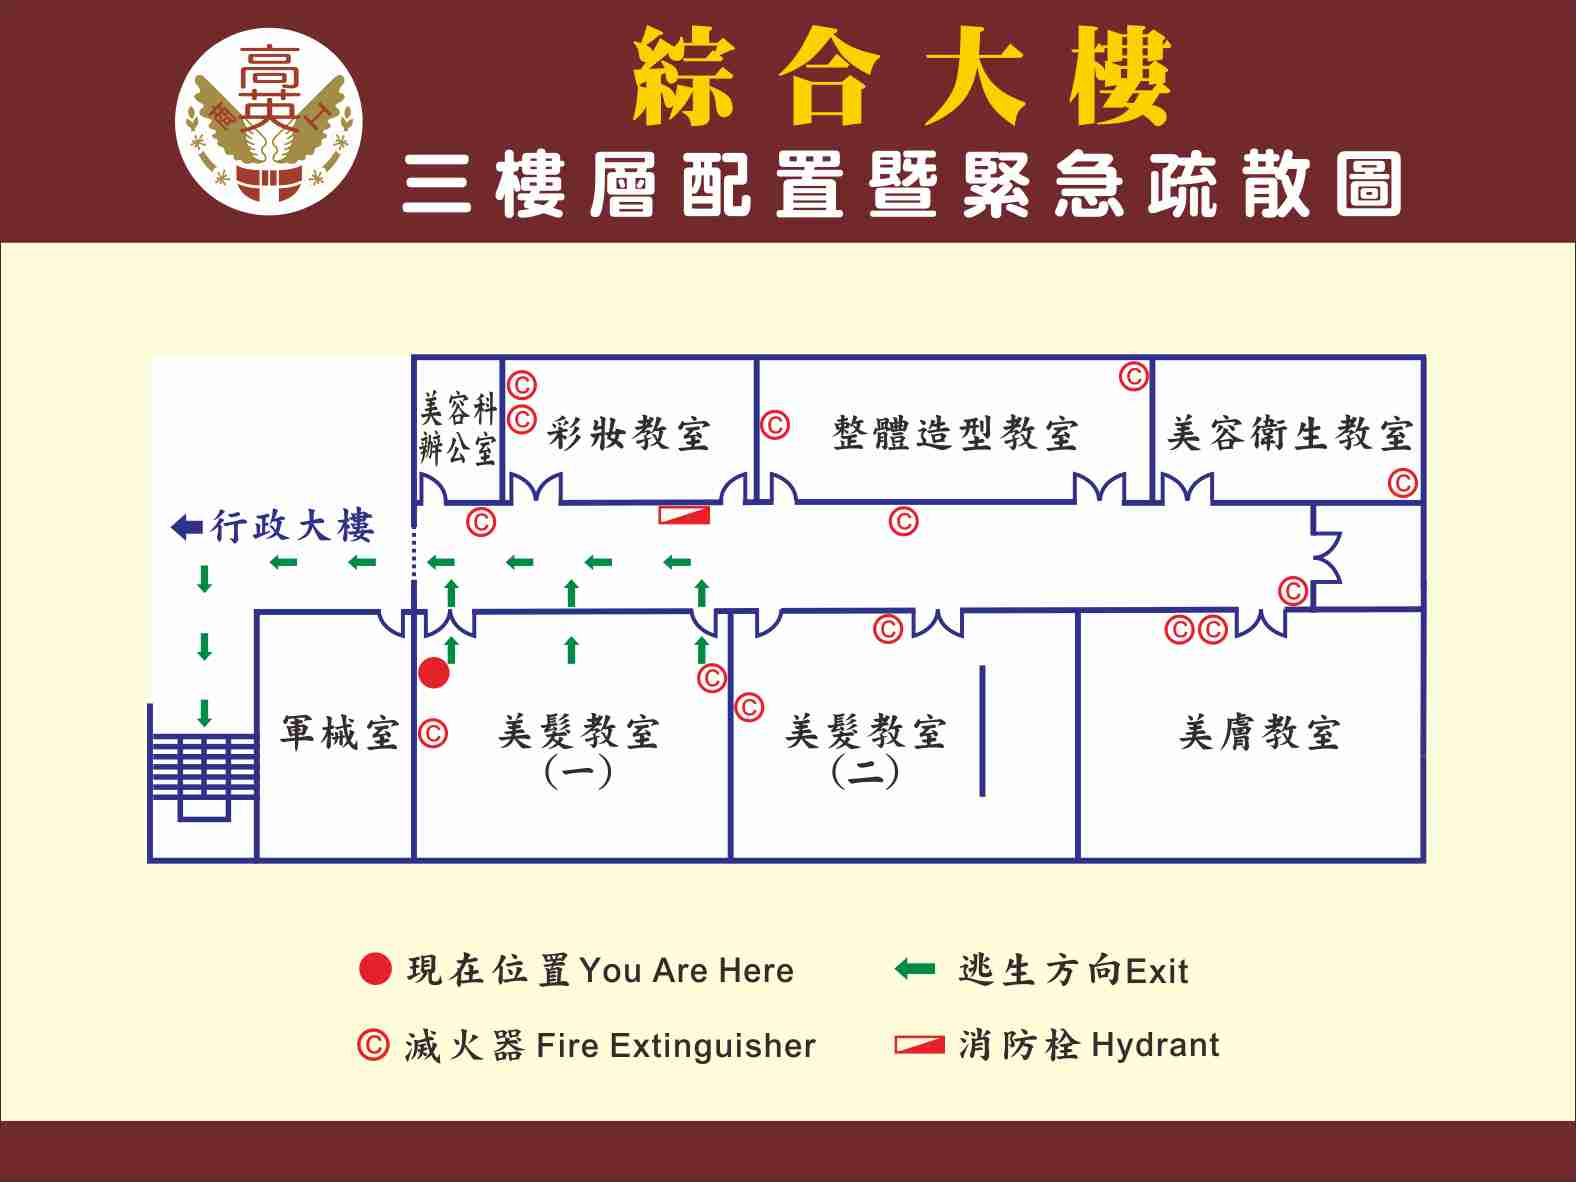 高英
商工
綜合大樓
三樓層配置暨緊急疏散圖
美容科
辦公室
彩妝教室
整體造型教室
美容衛生教室
行政大樓
軍械室
美髮教室
(一)
美髮教室
(二)
美膚教室
現在位置 You Are Here
逃生方向 Exit
滅火器 Fire Extinguisher
消防栓 Hydrant